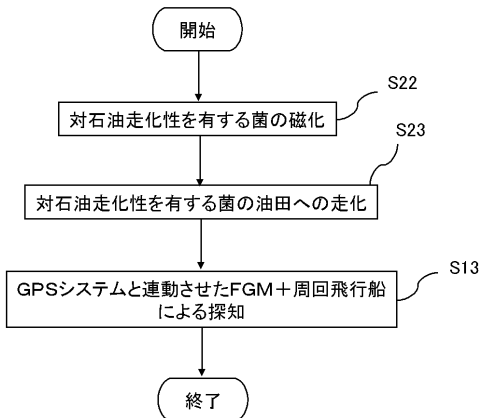 開始
S22
対石油走化性を有する菌の磁化
S23
対石油走化性を有する菌の油田への走化
S13
GPSシステムと連動させたFGM+周回飛行船
による探知
終了